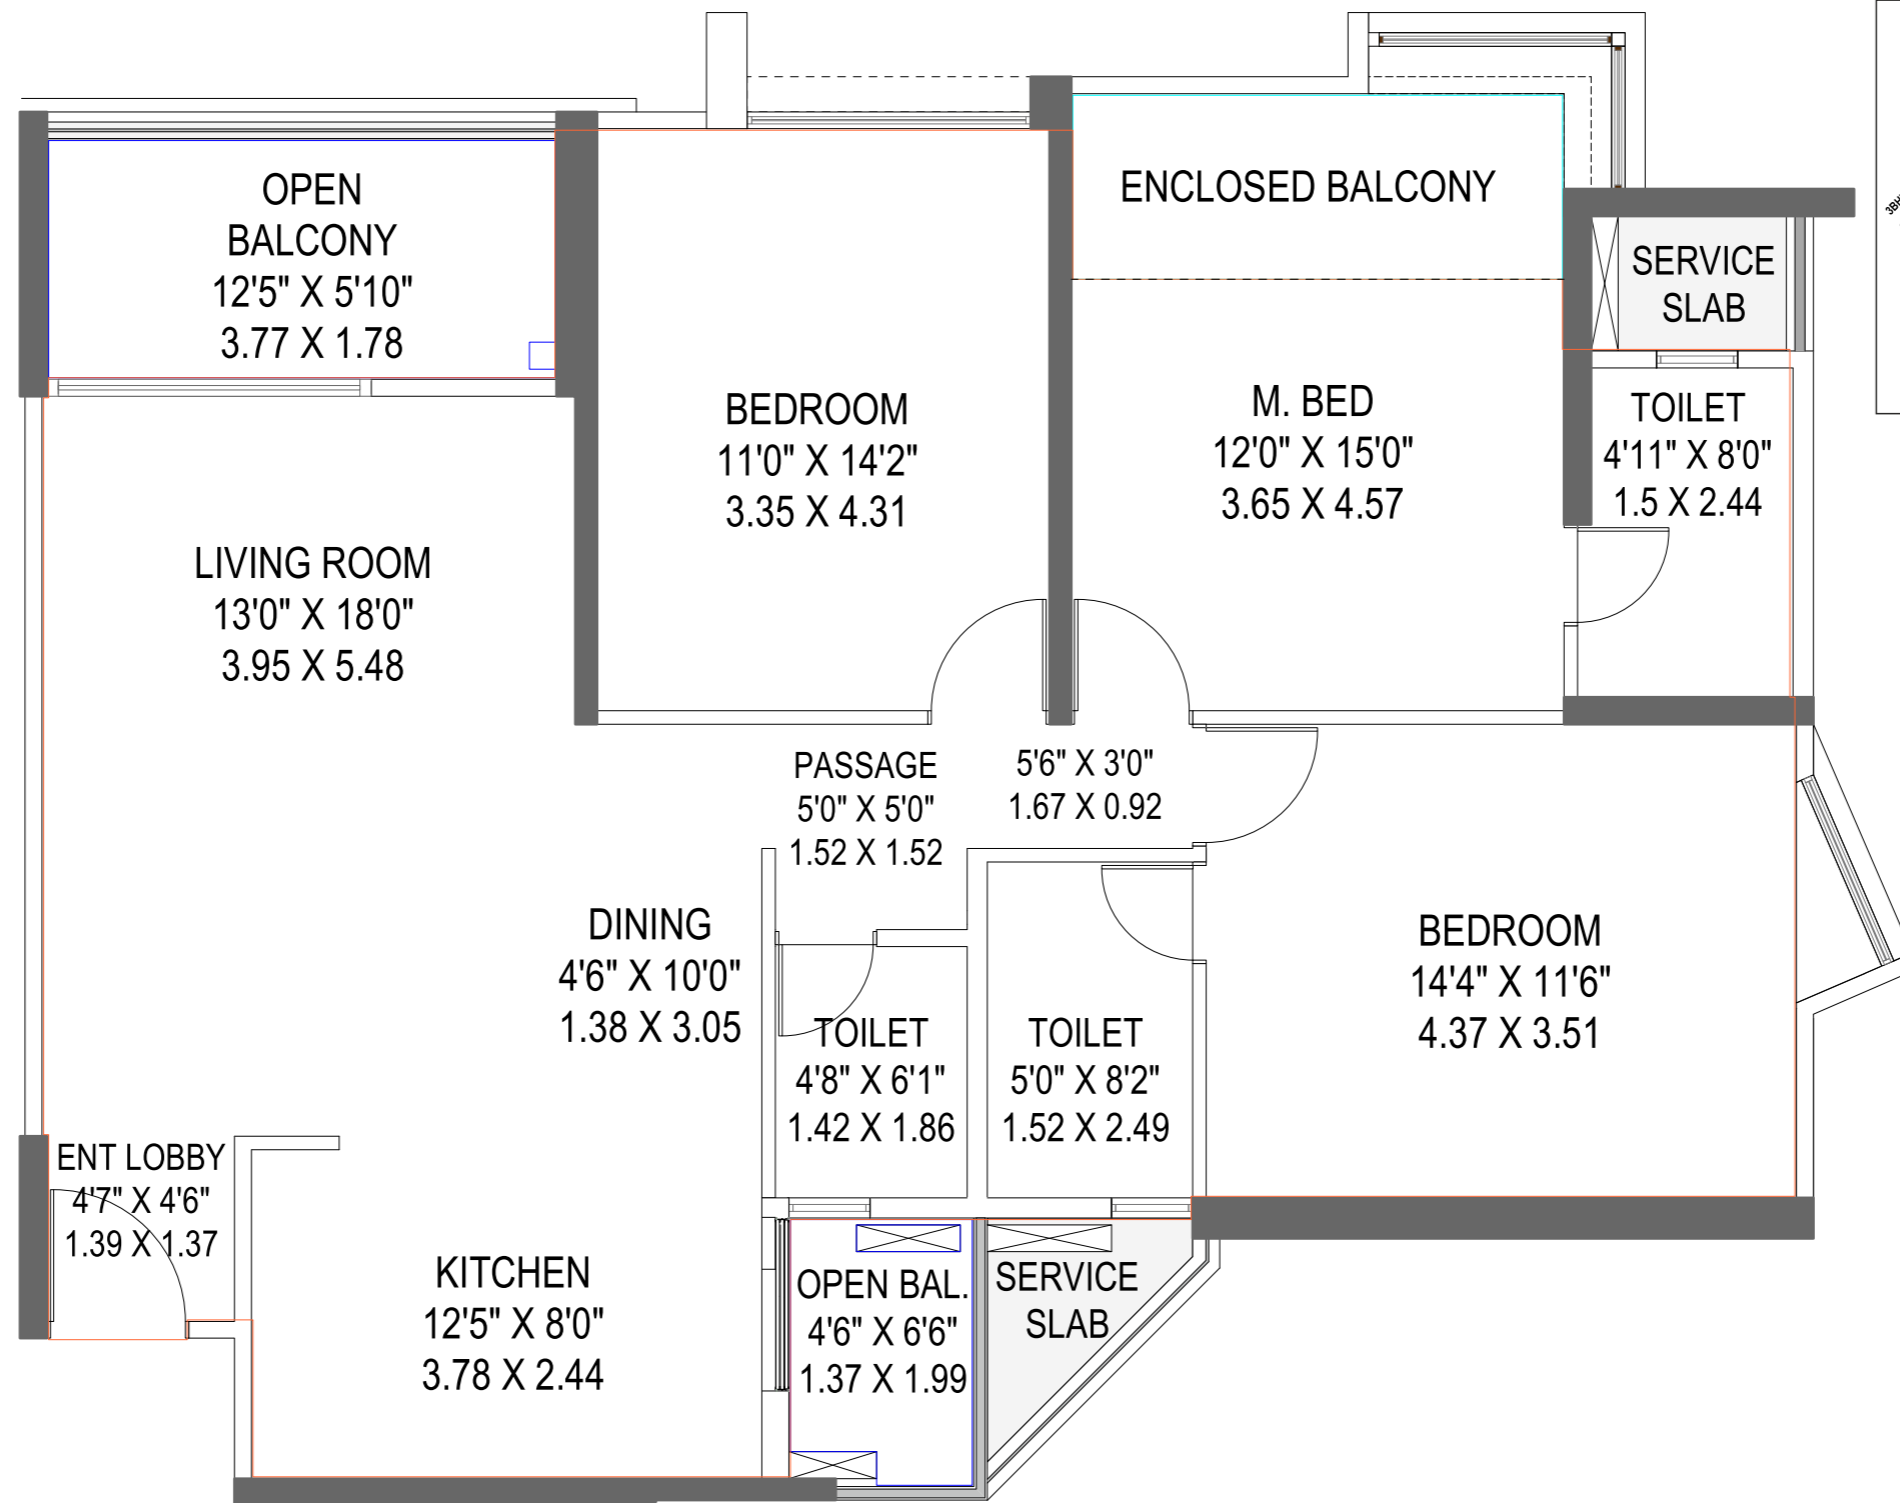 OPEN
BALCONY
12'5" X 5'10"
3.77 X 1.78
ENCLOSED BALCONY
SERVICE
SLAB
BEDROOM
11'0" X 14'2"
3.35 X 4.31
M. BED
12'0" X 15'0"
3.65 X 4.57
TOILET
4'11" X 8'0"
1.5 X 2.44
LIVING ROOM
13'0" X 18'0"
3.95 X 5.48
PASSAGE
5'0" X 5'0"
1.52 X 1.52
5'6" X 3'0"
1.67 X 0.92
DINING
4'6" X 10'0"
1.38 X 3.05
BEDROOM
14'4" X 11'6"
4.37 X 3.51
TOILET
4'8" X 6'1"
1.42 X 1.86
TOILET
5'0" X 8'2"
1.52 X 2.49
ENT LOBBY
4'7" X 4'6"
1.39 X 1.37
KITCHEN
12'5" X 8'0"
3.78 X 2.44
OPEN BAL.
4'6" X 6'6"
1.37 X 1.99
SERVICE
SLAB